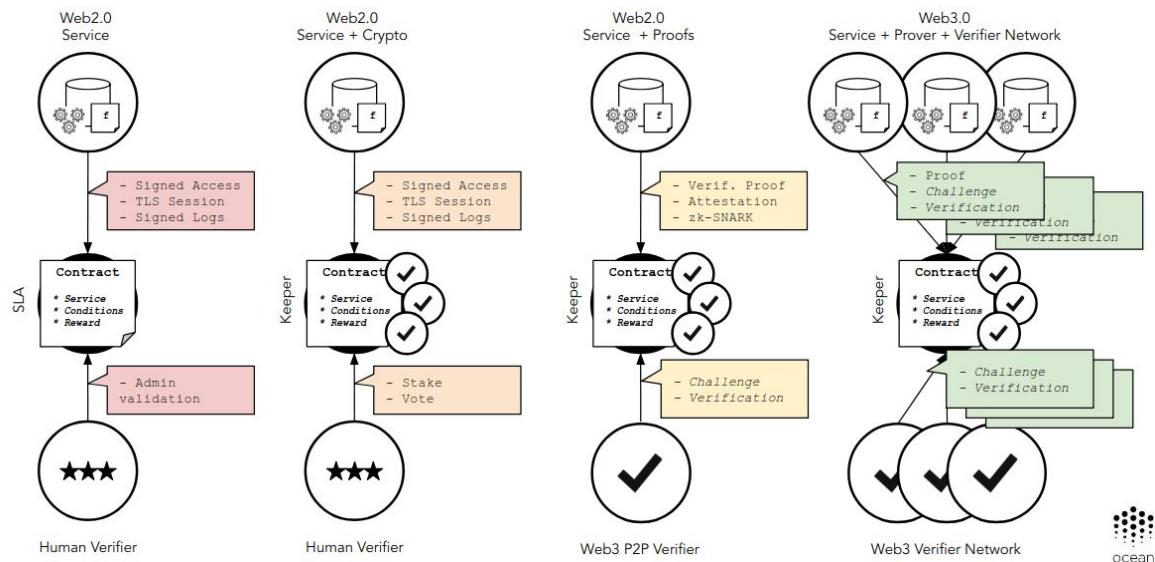 Web2.0
Service
- Signed Access
- TLS Session
- Signed Logs
SLA
Contract
* Service
* Conditions
* Reward
- Admin
validation
Human Verifier
Web2.0
Service + Crypto
f
- Signed Access
- TLS Session
- Signed Logs
Keeper
Contract
* Service
* Conditions
* Reward
- Stake
- Vote
Human Verifier
Web2.0
Service + Proofs
f
- Verif. Proof
- Attestation
- zk-SNARK
Keeper
Contract
* Service
* Conditions
* Reward
- Challenge
- Verification
Web3 P2P Verifier
Web3.0
Service + Prover + Verifier Network
f
f
f
- Proof
- Challenge
- Verification
- Verification
- Verification
Keeper
Contract
* Service
* Conditions
* Reward
- Challenge
- Verification
Web3 Verifier Network
ocean